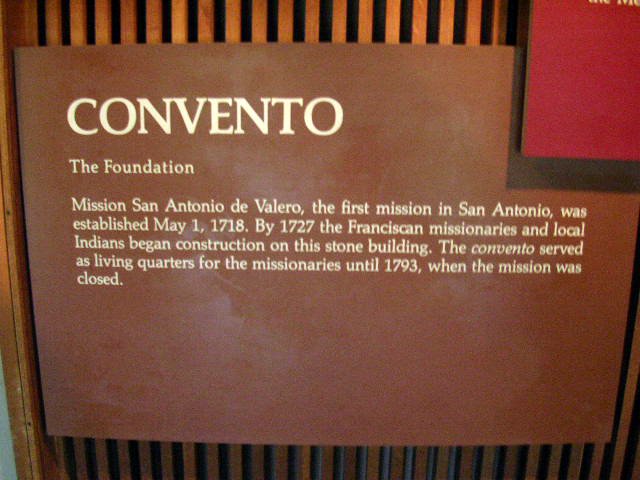 the
CONVENTO
The Foundation
Mission San Antonio de Valero, the first mission in San Antonio, was
established May 1, 1718. By 1727 the Franciscan missionaries and local
Indians began construction on this stone building. The convento served
as living quarters for the missionaries until 1793, when the mission was
closed.